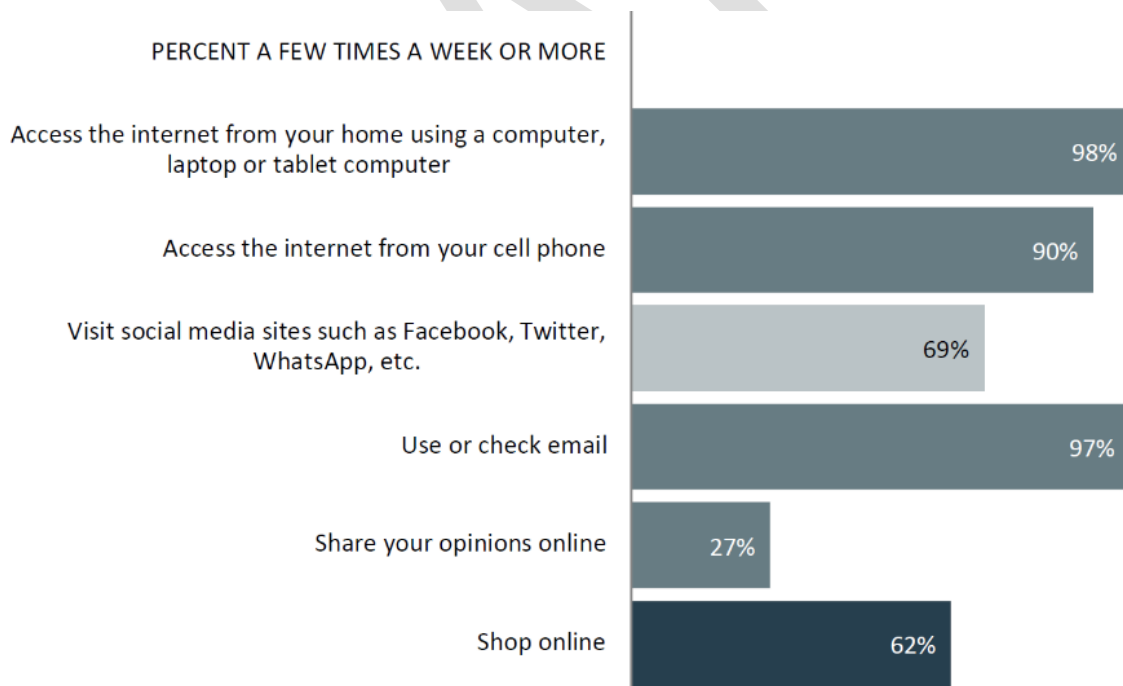 PERCENT A FEW TIMES A WEEK OR MORE
Access the internet from your home using a computer,
laptop or tablet computer
98%
Access the internet from your cell phone
90%
Visit social media sites such as Facebook, Twitter,
WhatsApp, etc.
69%
Use or check email
97%
Share your opinions online
27%
Shop online
62%